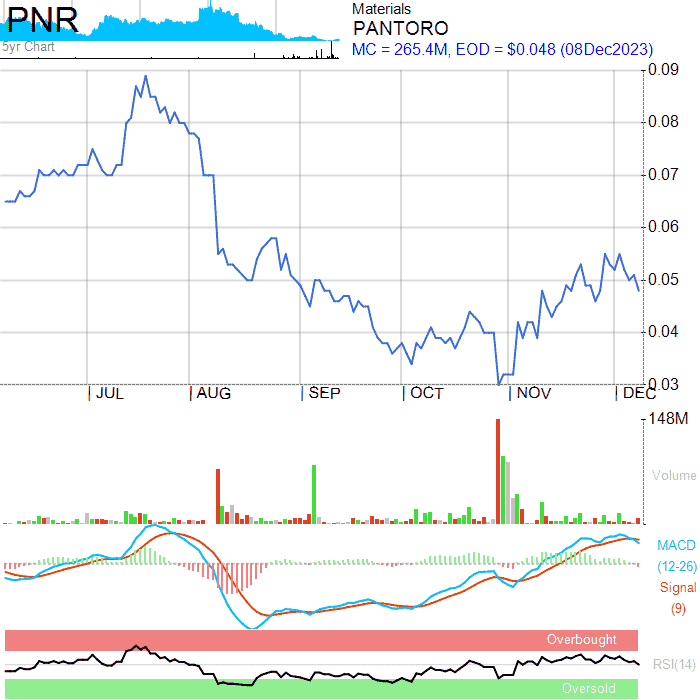 PNR
5yr Chart
Materials
PANTORO
MC = 265.4M, EOD = $0.048 (08Dec2023)
0.09
0.08
0.07
0.06
0.05
0.04
0.03
JUL AUG SEP OCT NOV DEC
148M
Volume
MACD
(12-26)
Signal
(9)
Overbought
RSI(14)
Oversold